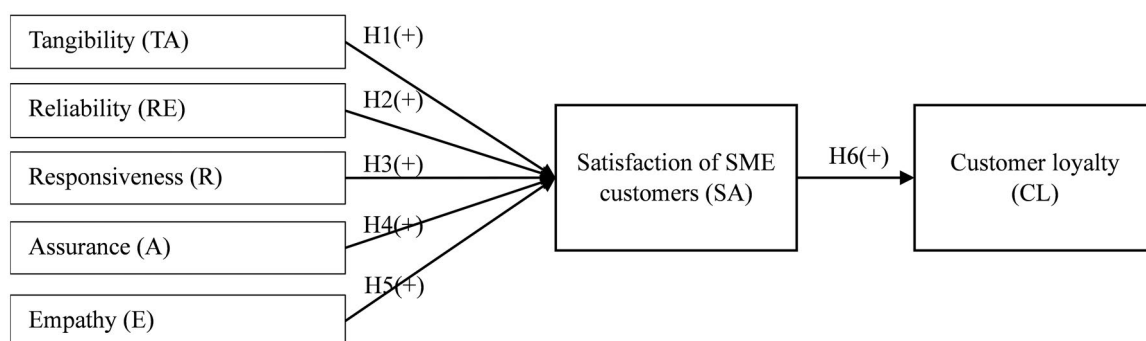 Tangibility (TA)
H1(+)
Reliability (RE)
H2(+)
Responsiveness (R)
H3(+)
Assurance (A)
H4(+)
Empathy (E)
H5(+)
Satisfaction of SME
customers (SA)
H6(+)
Customer loyalty
(CL)